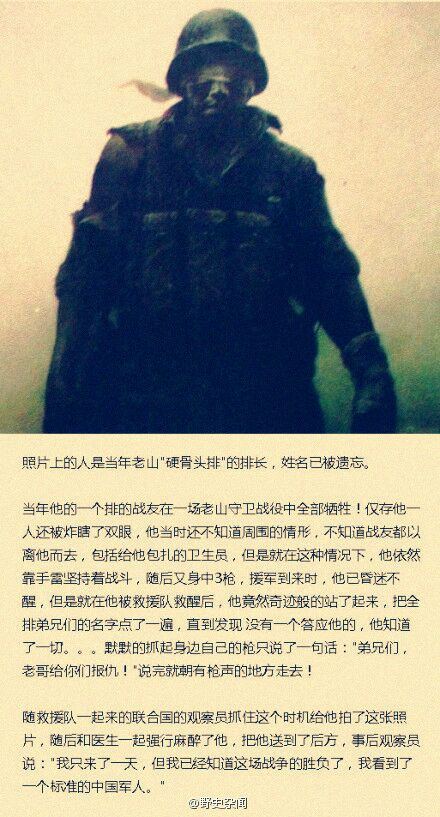 照片上的人是当年老山"硬骨头排"的排长，姓名已被遗忘。
当年他的一个排的战友在一场老山守卫战役中全部牺牲！仅存他一
人还被炸瞎了双眼，他当时还不知道周围的情形，不知道战友都以
离他而去，包括给他包扎的卫生员，但是就在这种情况下，他依然
靠手雷坚持着战斗，随后又身中3枪，援军到来时，他已昏迷不
醒，但是就在他被救援队救醒后，他竟然奇迹般的站了起来，把全
排弟兄们的名字点了一遍，直到发现 没有一个答应他的，他知道
了一切。。。默默的抓起身边自己的枪只说了一句话："弟兄们，
老哥给你们报仇！"说完就朝有枪声的地方走去！
随救援队一起来的联合国的观察员抓住这个时机给他拍了这张照
片，随后和医生一起强行麻醉了他，把他送到了后方，事后观察员
说："我只来了一天，但我已经知道这场战争的胜负了，我看到了
一个标准的中国军人。"
@野史杂闻